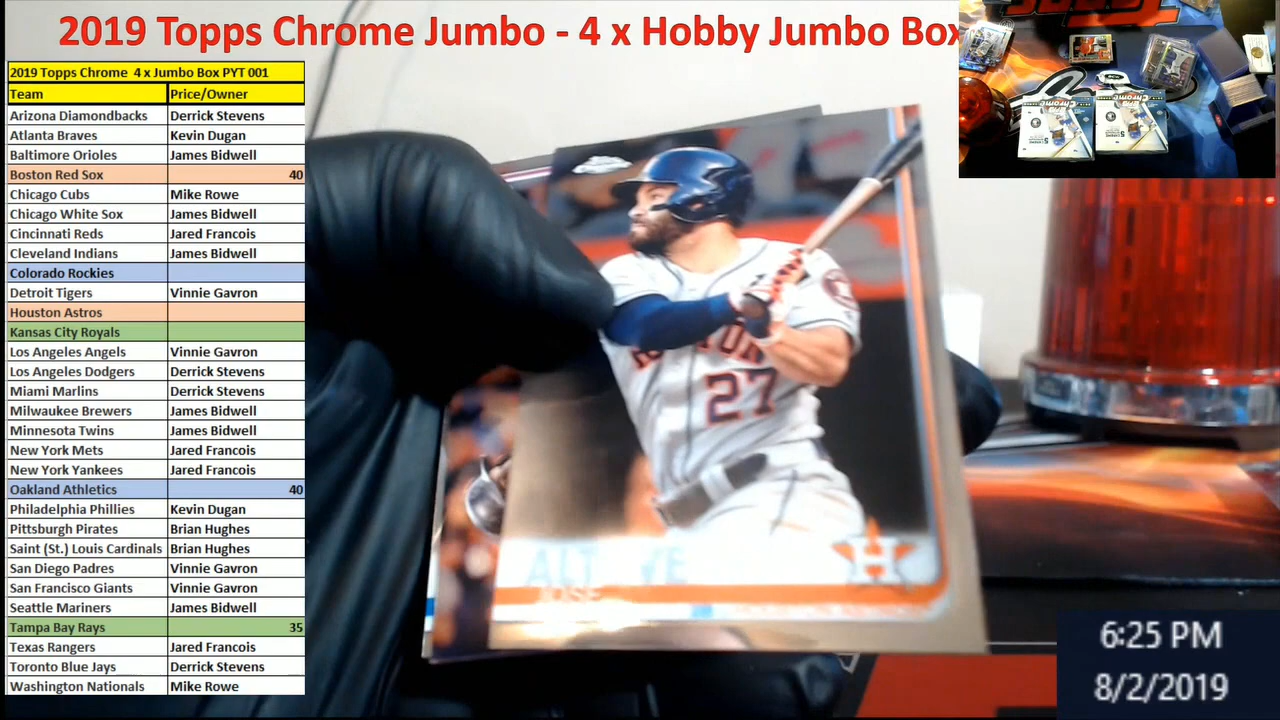 2019 Topps Chrome Jumbo - 4 x Hobby Jumbo Box
2019 Topps Chrome 4 x Jumbo Box PYT 001
Team Price/Owner
Arizona Diamondbacks Derrick Stevens
Atlanta Braves Kevin Dugan
Baltimore Orioles James Bidwell
Boston Red Sox 40
Chicago Cubs Mike Rowe
Chicago White Sox James Bidwell
Cincinnati Reds Jared Francois
Cleveland Indians James Bidwell
Colorado Rockies
Detroit Tigers Vinnie Gavron
Houston Astros
Kansas City Royals
Los Angeles Angels Vinnie Gavron
Los Angeles Dodgers Derrick Stevens
Miami Marlins Derrick Stevens
Milwaukee Brewers James Bidwell
Minnesota Twins James Bidwell
New York Mets Jared Francois
New York Yankees Jared Francois
Oakland Athletics 40
Philadelphia Phillies Kevin Dugan
Pittsburgh Pirates Brian Hughes
Saint (St.) Louis Cardinals Brian Hughes
San Diego Padres Vinnie Gavron
San Francisco Giants Vinnie Gavron
Seattle Mariners James Bidwell
Tampa Bay Rays 35
Texas Rangers Jared Francois
Toronto Blue Jays Derrick Stevens
Washington Nationals Mike Rowe
27
JOSE
H
6:25 PM
8/2/2019